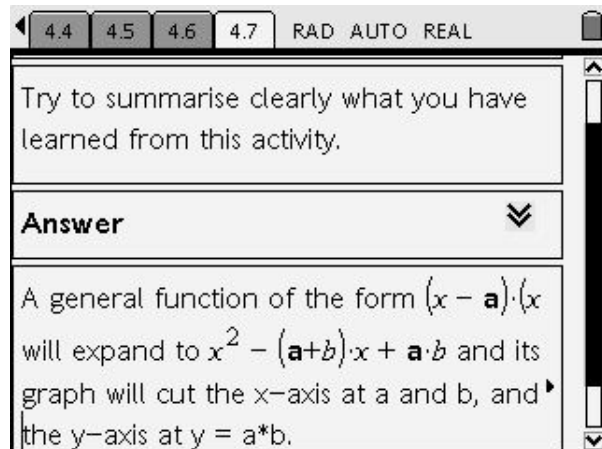 4.4 4.5 4.6 4.7 RAD AUTO REAL
Try to summarise clearly what you have
learned from this activity.
Answer
A general function of the form (x − a)·(x
will expand to x² − (a+b)·x + a·b and its
graph will cut the x−axis at a and b, and
the y−axis at y = a*b.